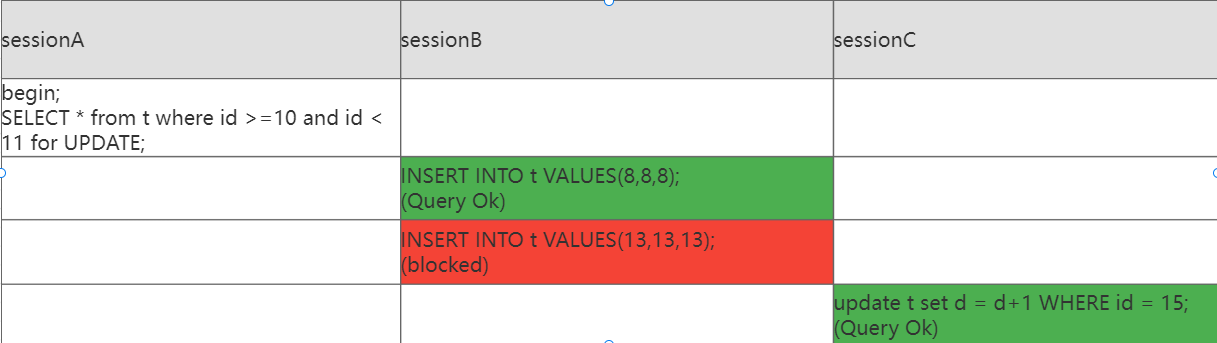 sessionA
sessionB
sessionC
begin;
SELECT * from t where id >=10 and id <
11 for UPDATE;
INSERT INTO t VALUES(8,8,8);
(Query Ok)
INSERT INTO t VALUES(13,13,13);
(blocked)
update t set d = d+1 WHERE id = 15;
(Query Ok)